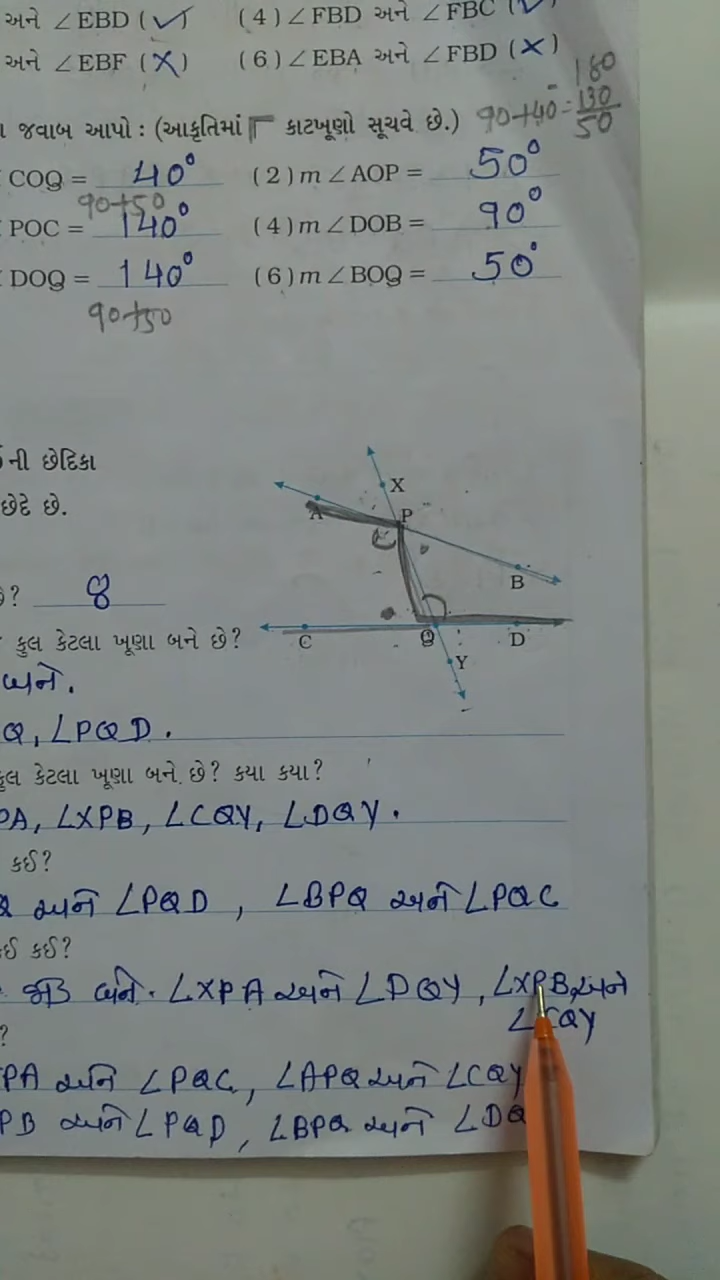 અને ∠EBD (✓) (4) ∠FBD અને ∠FBC (✓)
અને ∠EBF (×) (6) ∠EBA અને ∠FBD (×)
જવાબ આપો : (આકૃતિમાં કાટખૂણો સૂચવે છે.) 90+40=130
180
- 130
50
COQ = 40° (2) m ∠AOP = 50°
90+50
POC = 140° (4) m ∠DOB = 90°
DOQ = 140° (6) m ∠BOQ = 50°
90+50
ની છેદિકા
છેદે છે.
X
A P
B
? 8
C Q D
કુલ કેટલા ખૂણા બને છે?
Y
બને.
Q, ∠PQD.
કુલ કેટલા ખૂણા બને છે? કયા કયા?
PA, ∠XPB, ∠CQY, ∠DQY.
કઈ?
અને ∠PQD, ∠BPQ અને ∠PQC
કઈ?
જોડ બને. ∠XPA અને ∠DQY, ∠XPB અને
∠CQY
?
PA અને ∠PQC, ∠APQ અને ∠CQY
PB અને ∠PQD, ∠BPQ અને ∠DQ